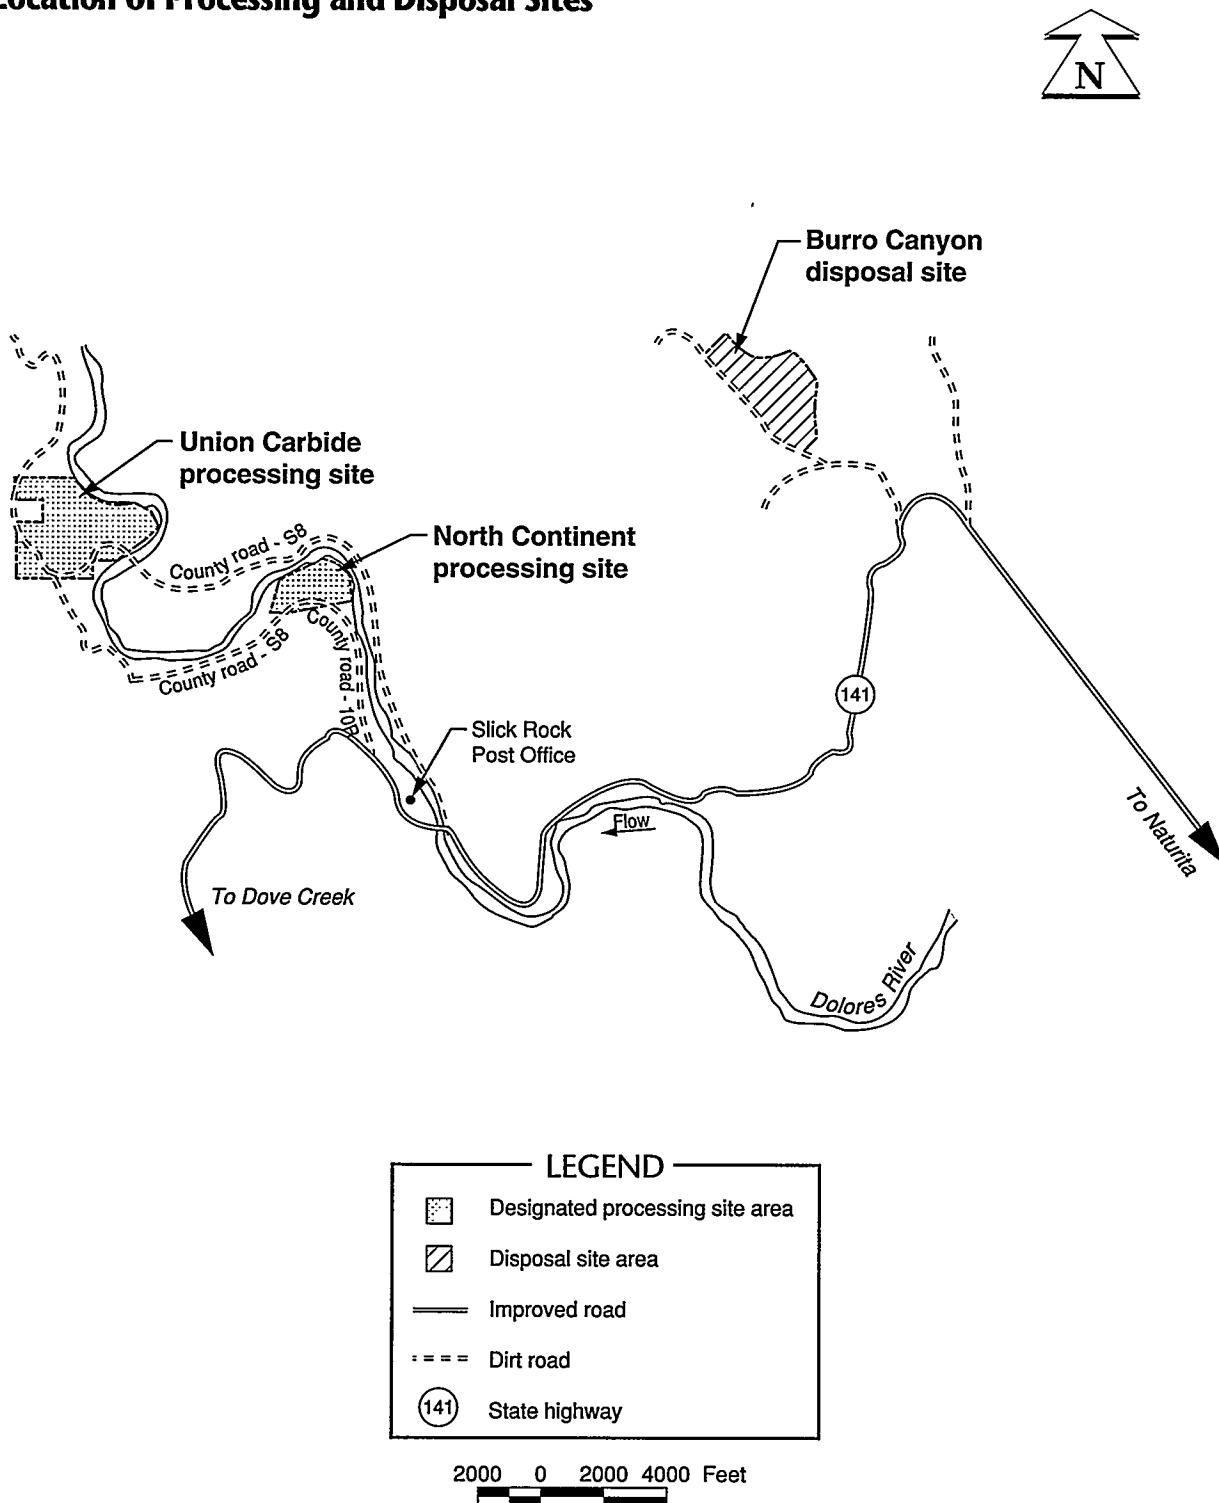 Location of Processing and Disposal Sites
N
Burro Canyon
disposal site
Union Carbide
processing site
North Continent
processing site
County road - S8
County road - S8
County road - 10R
141
Slick Rock
Post Office
Flow
To Naturita
To Dove Creek
Dolores River
LEGEND
Designated processing site area
Disposal site area
Improved road
Dirt road
141
State highway
2000 0 2000 4000 Feet